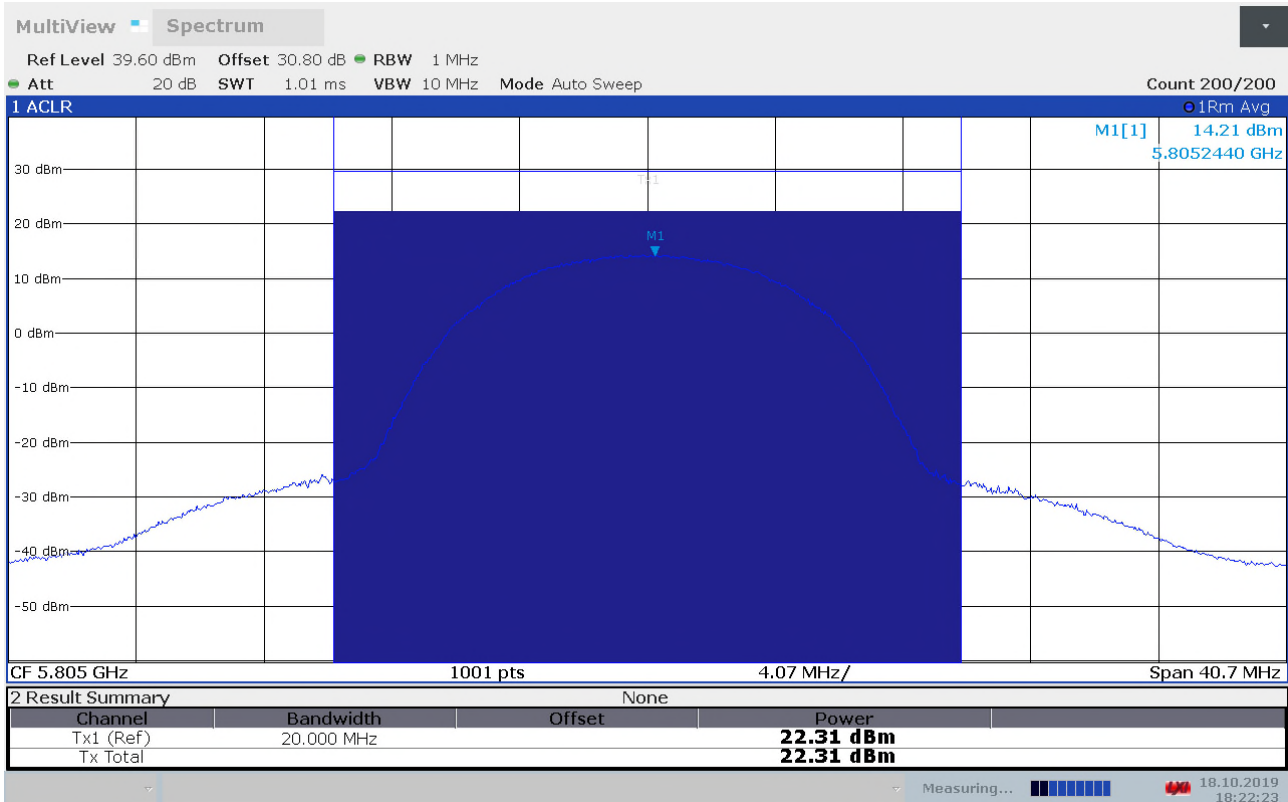 MultiView Spectrum
Ref Level 39.60 dBm Offset 30.80 dB RBW 1 MHz
Att 20 dB SWT 1.01 ms VBW 10 MHz Mode Auto Sweep Count 200/200
1 ACLR 1Rm Avg
M1[1] 14.21 dBm
5.8052440 GHz
30 dBm
Tx1
20 dBm
M1
10 dBm
0 dBm
-10 dBm
-20 dBm
-30 dBm
-40 dBm
-50 dBm
CF 5.805 GHz 1001 pts 4.07 MHz/ Span 40.7 MHz
2 Result Summary None
Channel Bandwidth Offset Power
Tx1 (Ref) 20.000 MHz 22.31 dBm
Tx Total 22.31 dBm
Measuring... LXI 18.10.2019
18:22:23